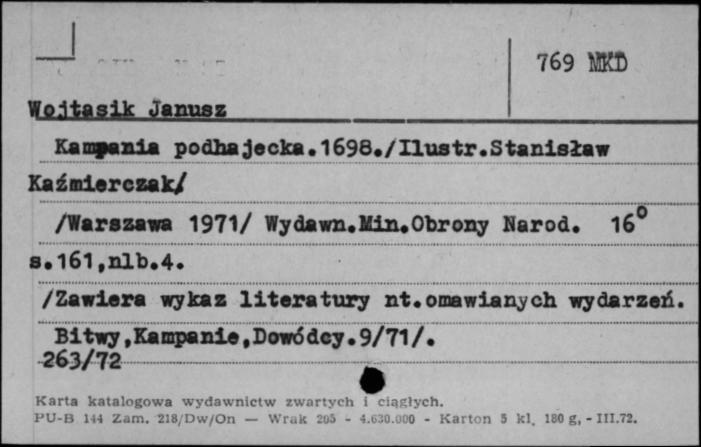 769 MKD
Wojtasik Janusz
Kampania podhajecka.1698./Ilustr.Stanisław
Kaźmierczak/
/Warszawa 1971/ Wydawn.Min.Obrony Narod. 16°
s.161,nlb.4.
/Zawiera wykaz literatury nt.omawianych wydarzeń.
Bitwy,Kampanie,Dowódcy.9/71/.
263/72
Karta katalogowa wydawnictw zwartych i ciągłych.
PU-B 144 Zam. 218/Dw/On — Wrak 205 - 4.630.000 - Karton 5 kl. 180 g, - III.72.